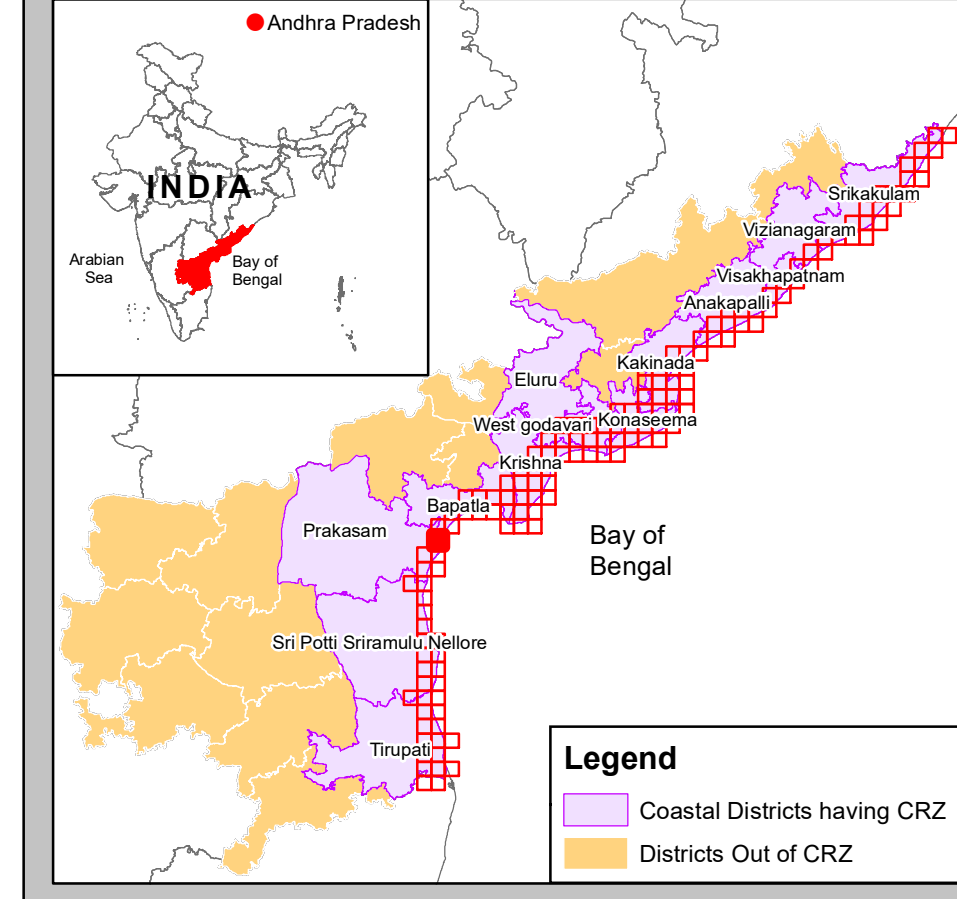 Andhra Pradesh
INDIA
Arabian
Sea
Bay of
Bengal
Srikakulam
Vizianagaram
Visakhapatnam
Anakapalli
Kakinada
Eluru
West godavari
Konaseema
Krishna
Bapatla
Prakasam
Bay of
Bengal
Sri Potti Sriramulu Nellore
Tirupati
Legend
Coastal Districts having CRZ
Districts Out of CRZ